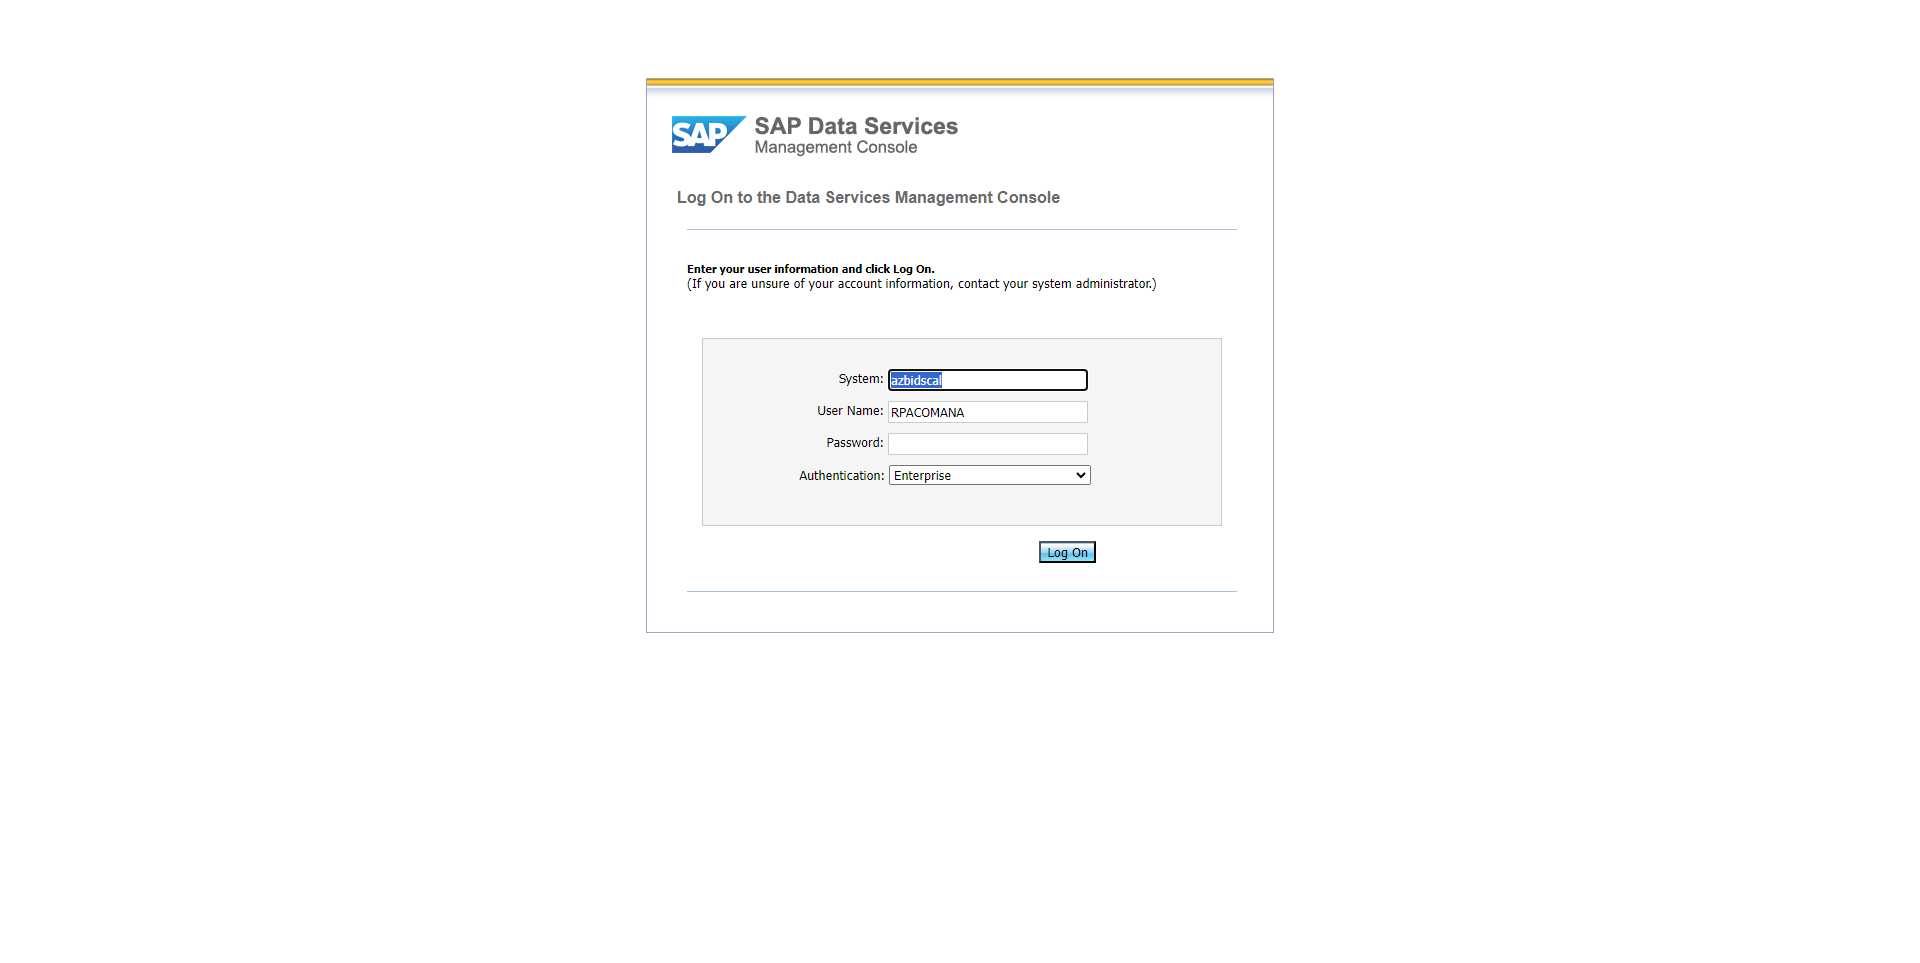 SAP SAP Data Services
Management Console
Log On to the Data Services Management Console
Enter your user information and click Log On.
(If you are unsure of your account information, contact your system administrator.)
System: azbidscal
User Name: RPACOMANA
Password:
Authentication: Enterprise
Log On